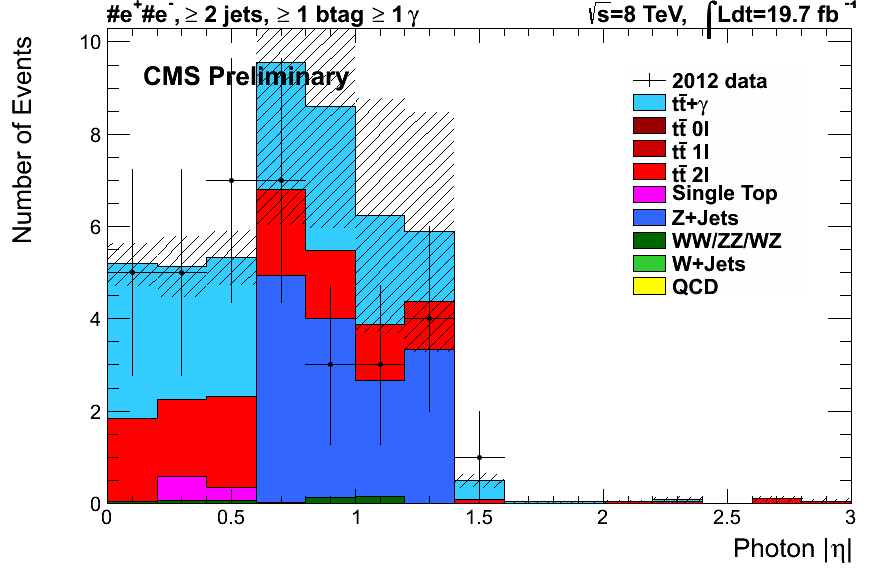 #e⁺#e⁻, ≥ 2 jets, ≥ 1 btag ≥ 1 γ
√s=8 TeV, ∫Ldt=19.7 fb⁻¹
CMS Preliminary
2012 data
tt̄+γ
tt̄ 0l
tt̄ 1l
tt̄ 2l
Single Top
Z+Jets
WW/ZZ/WZ
W+Jets
QCD
Number of Events
10
8
6
4
2
0
0 0.5 1 1.5 2 2.5 3
Photon |η|